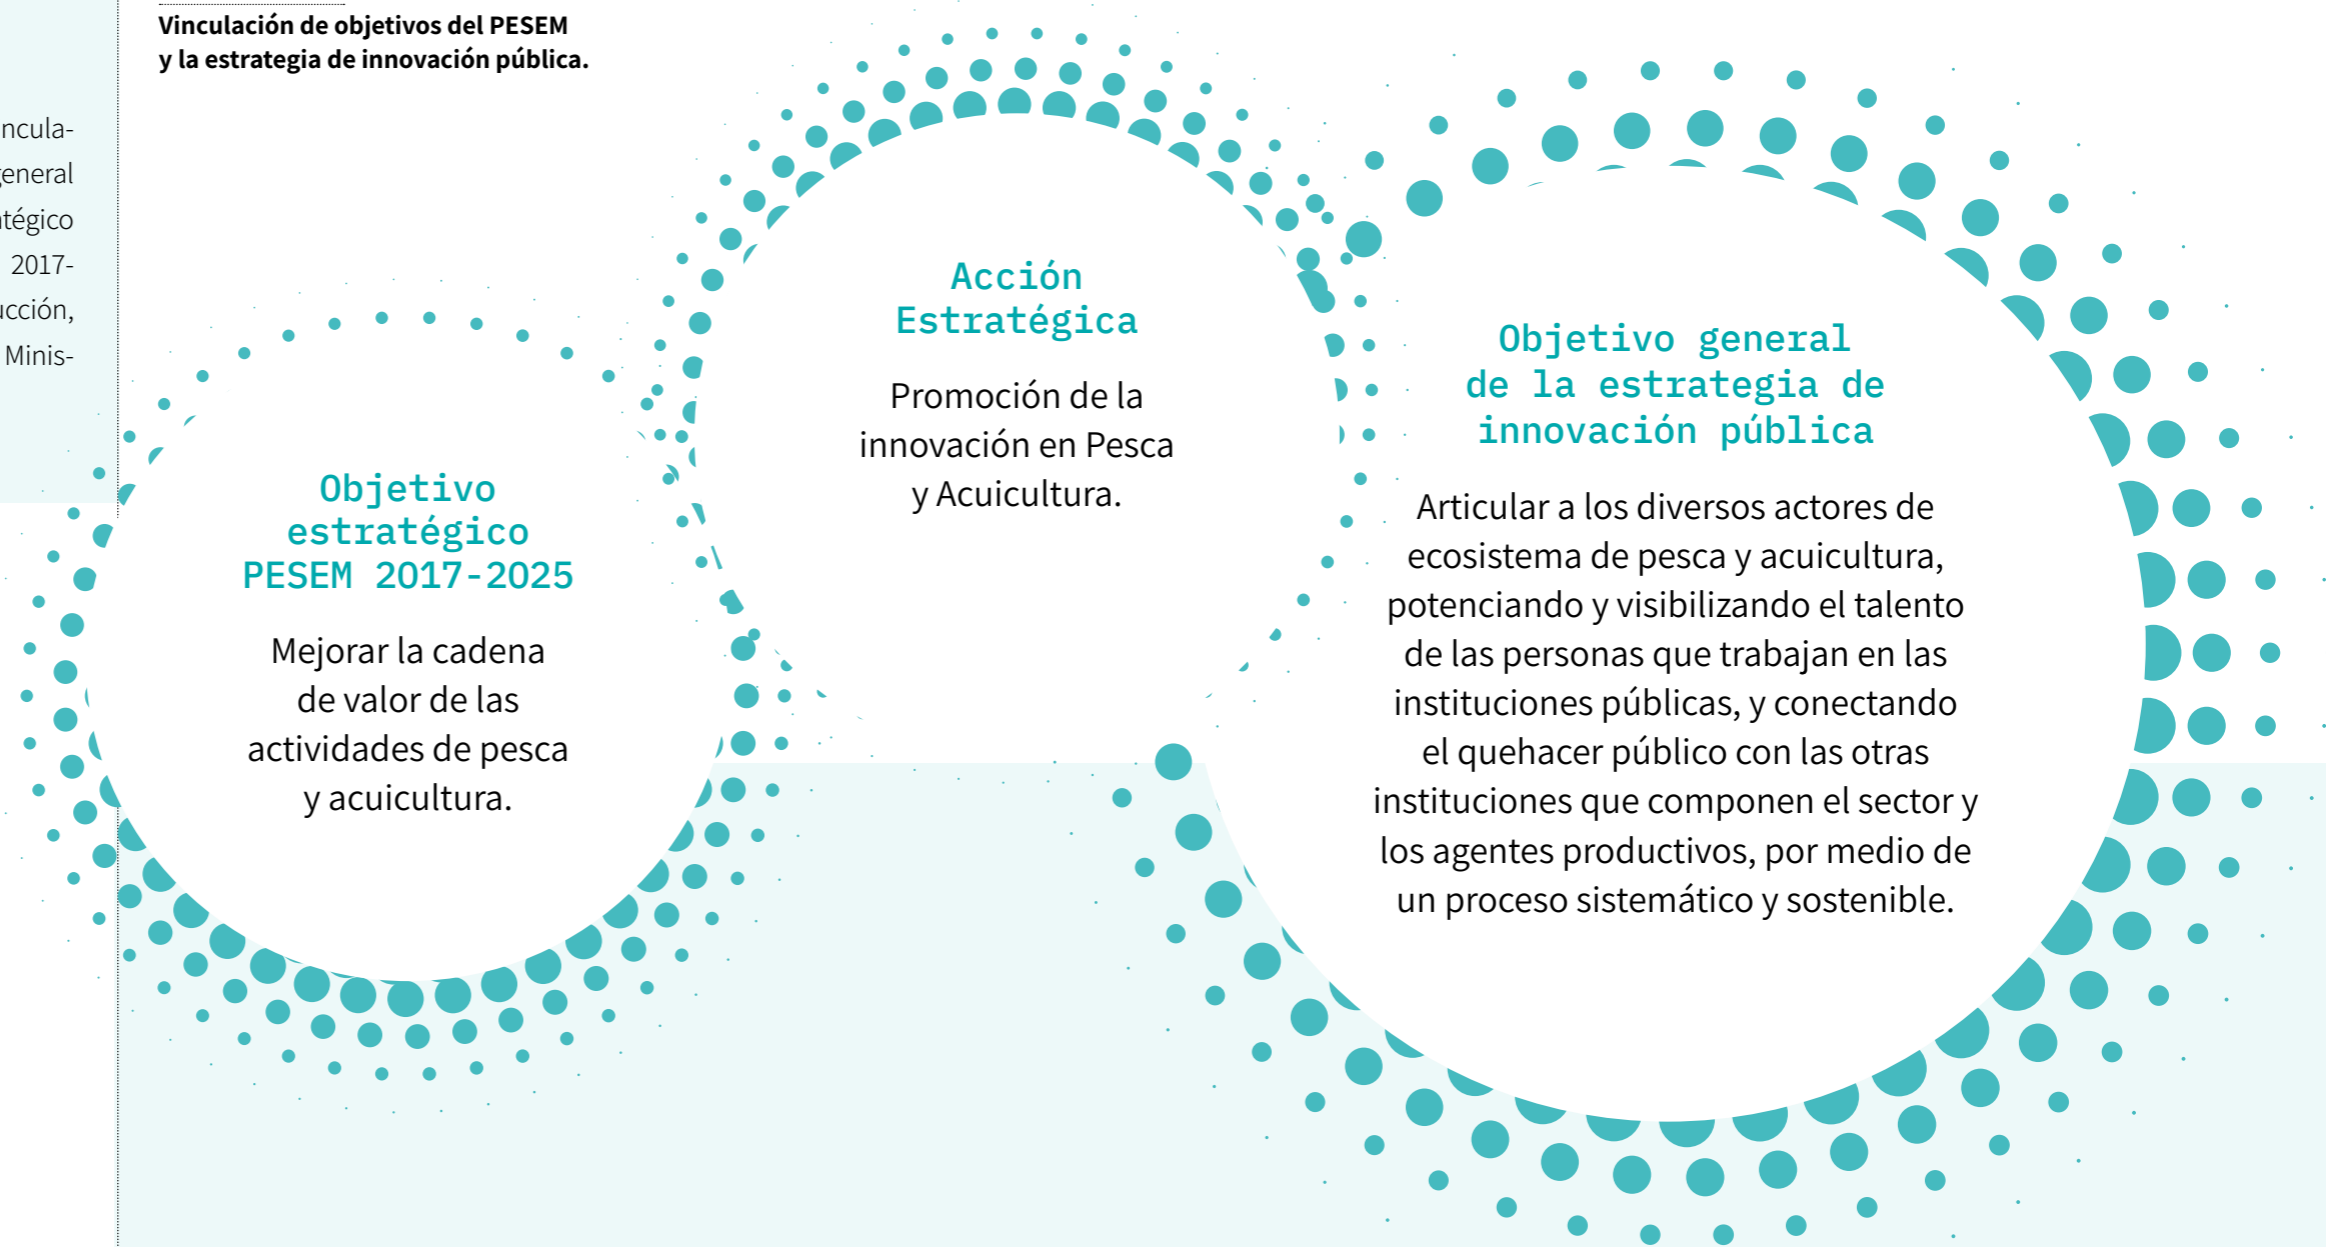 Vinculación de objetivos del PESEM
y la estrategia de innovación pública.
2017-
Minis-
Objetivo
estratégico
PESEM 2017-2025
Mejorar la cadena
de valor de las
actividades de pesca
y acuicultura.
Acción
Estratégica
Promoción de la
innovación en Pesca
y Acuicultura.
Objetivo general
de la estrategia de
innovación pública
Articular a los diversos actores de
ecosistema de pesca y acuicultura,
potenciando y visibilizando el talento
de las personas que trabajan en las
instituciones públicas, y conectando
el quehacer público con las otras
instituciones que componen el sector y
los agentes productivos, por medio de
un proceso sistemático y sostenible.